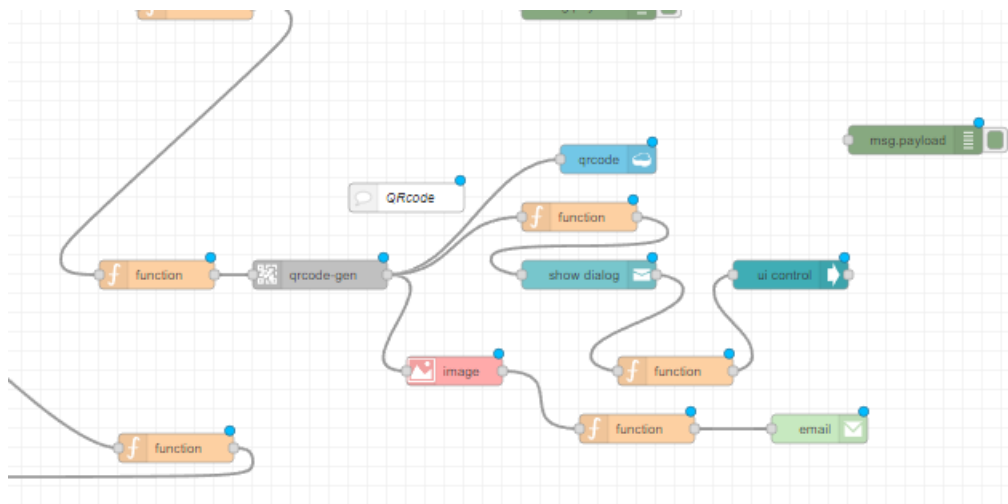 msg.payload
qrcode
QRcode
function
function
qrcode-gen
show dialog
ui control
image
function
function
email
function